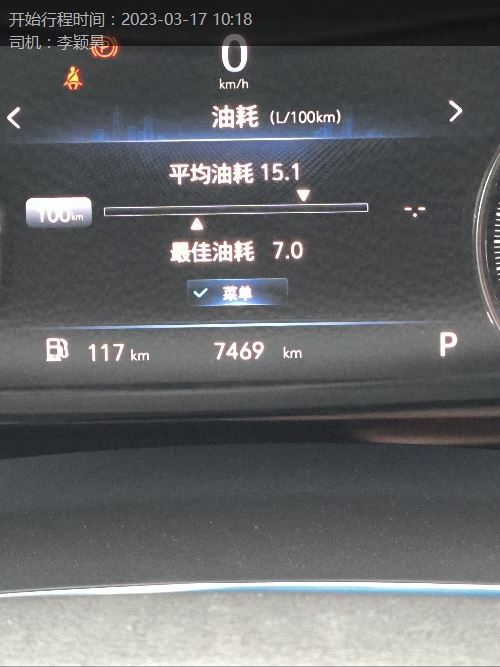 开始行程时间：2023-03-17 10:18
司机：李颖昊
(P)
0
km/h
油耗 (L/100km)
平均油耗 15.1
100km
-.-
最佳油耗 7.0
菜单
117 km 7469 km P